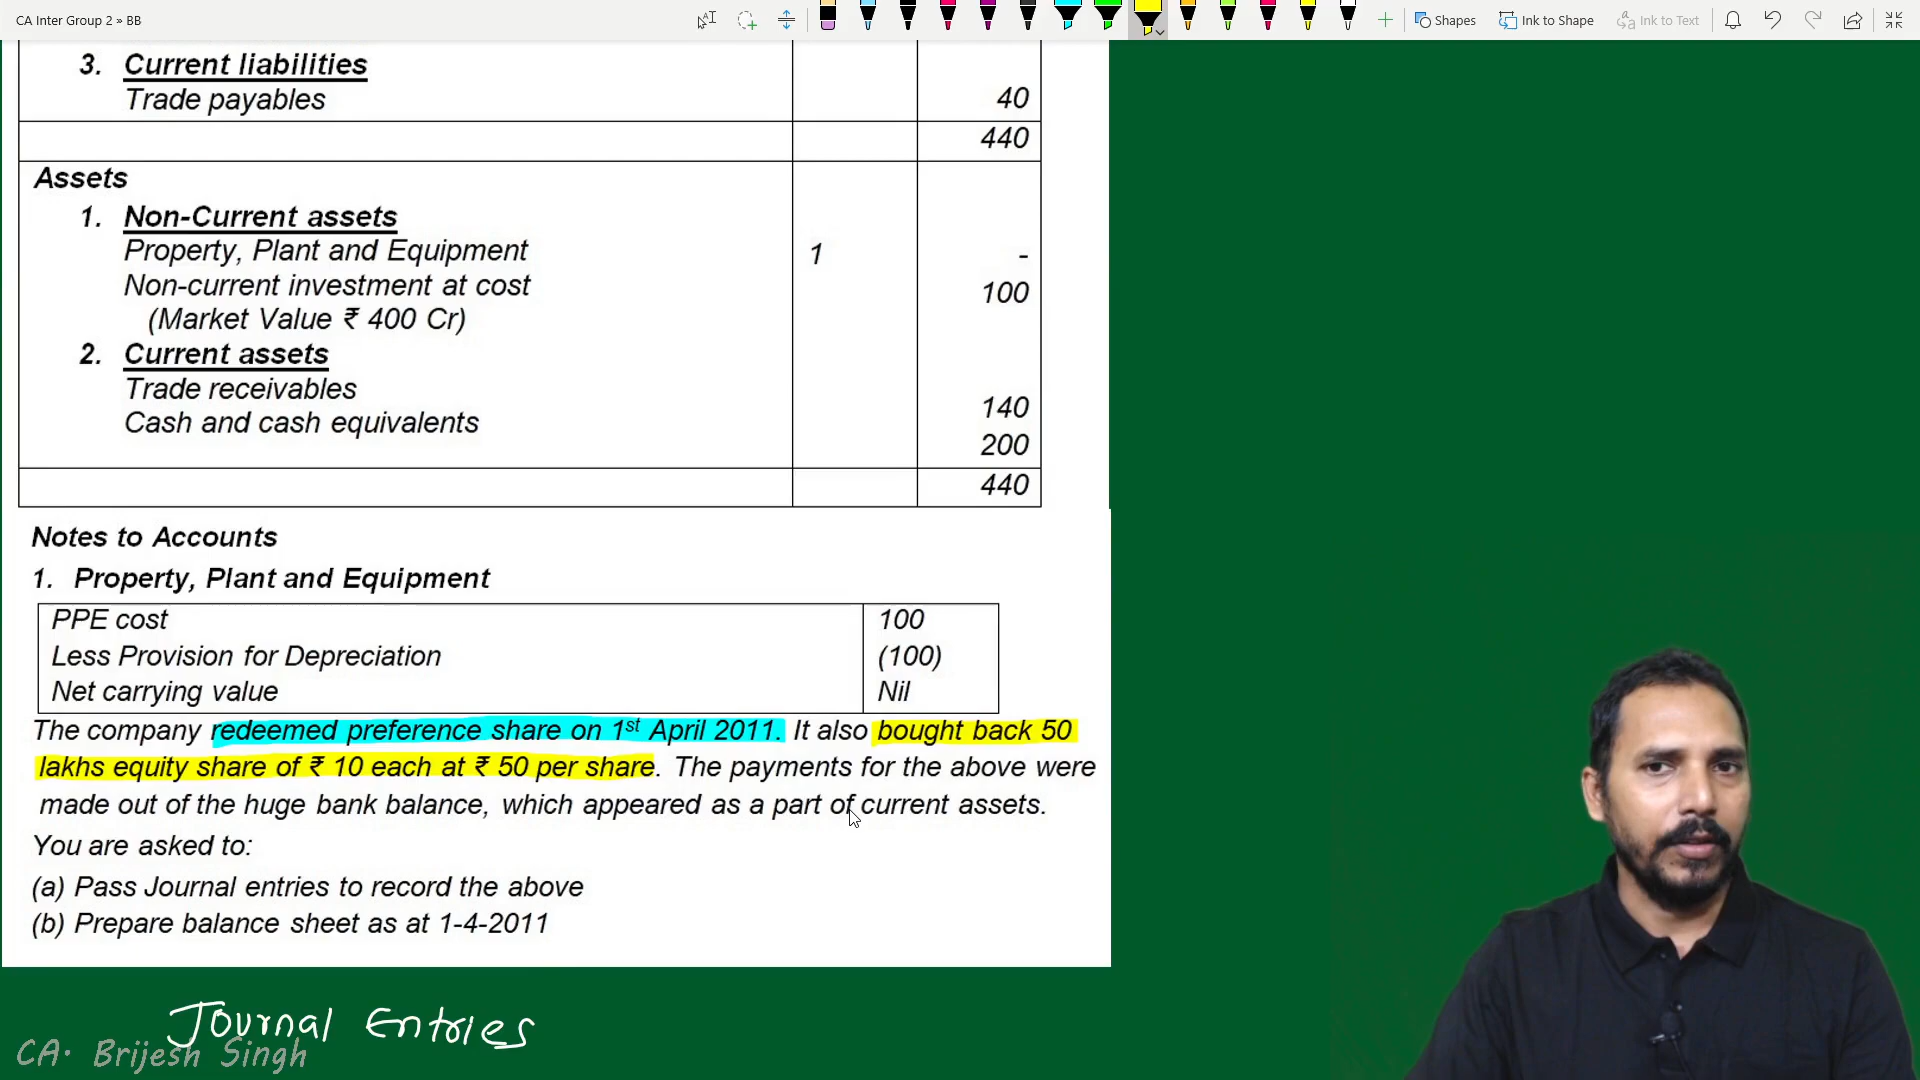 CA Inter Group 2 » BB
Shapes
Ink to Shape
Ink to Text
3. Current liabilities
Trade payables 40
440
Assets
1. Non-Current assets
Property, Plant and Equipment 1 -
Non-current investment at cost 100
(Market Value ₹ 400 Cr)
2. Current assets
Trade receivables 140
Cash and cash equivalents 200
440
Notes to Accounts
1. Property, Plant and Equipment
PPE cost 100
Less Provision for Depreciation (100)
Net carrying value Nil
The company redeemed preference share on 1st April 2011. It also bought back 50
lakhs equity share of ₹ 10 each at ₹ 50 per share. The payments for the above were
made out of the huge bank balance, which appeared as a part of current assets.
You are asked to:
(a) Pass Journal entries to record the above
(b) Prepare balance sheet as at 1-4-2011
Journal Entries
CA. Brijesh Singh